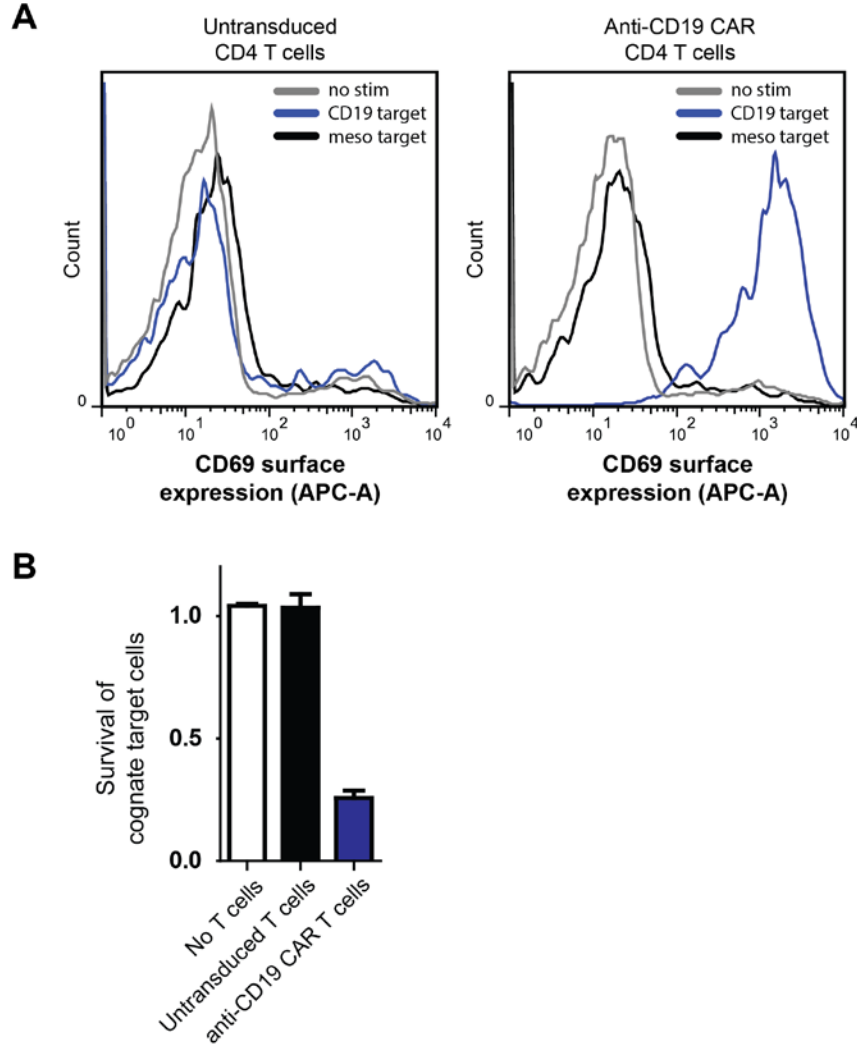 A
Untransduced
CD4 T cells
Anti-CD19 CAR
CD4 T cells
no stim
CD19 target
meso target
no stim
CD19 target
meso target
Count
0
10^0 10^1 10^2 10^3 10^4
CD69 surface
expression (APC-A)
Count
0
10^0 10^1 10^2 10^3 10^4
CD69 surface
expression (APC-A)
B
Survival of
cognate target cells
1.0
0.5
0.0
No T cells
Untransduced T cells
anti-CD19 CAR T cells